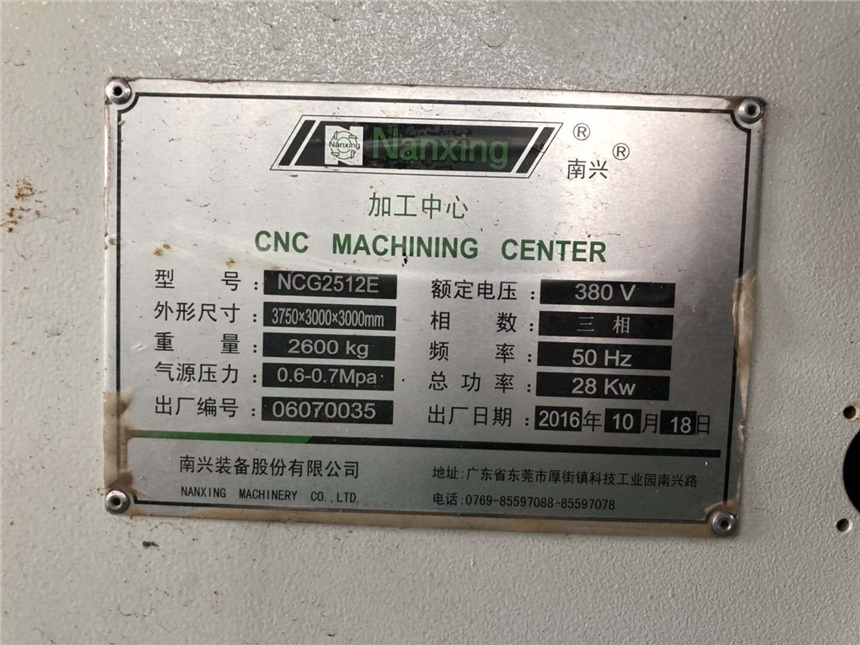 Nanxing Nanxing ®
南兴 ®
加工中心
CNC MACHINING CENTER
型 号: NCG2512E
额定电压: 380 V
外形尺寸: 3750×3000×3000mm
相 数: 三 相
重 量: 2600 kg
频 率: 50 Hz
气源压力: 0.6-0.7Mpa
总 功 率: 28 Kw
出厂编号: 06070035
出厂日期: 2016年 10 月 18日
南兴装备股份有限公司
NANXING MACHINERY CO.,LTD.
地址:广东省东莞市厚街镇科技工业园南兴路
电话:0769-85597088-85597078